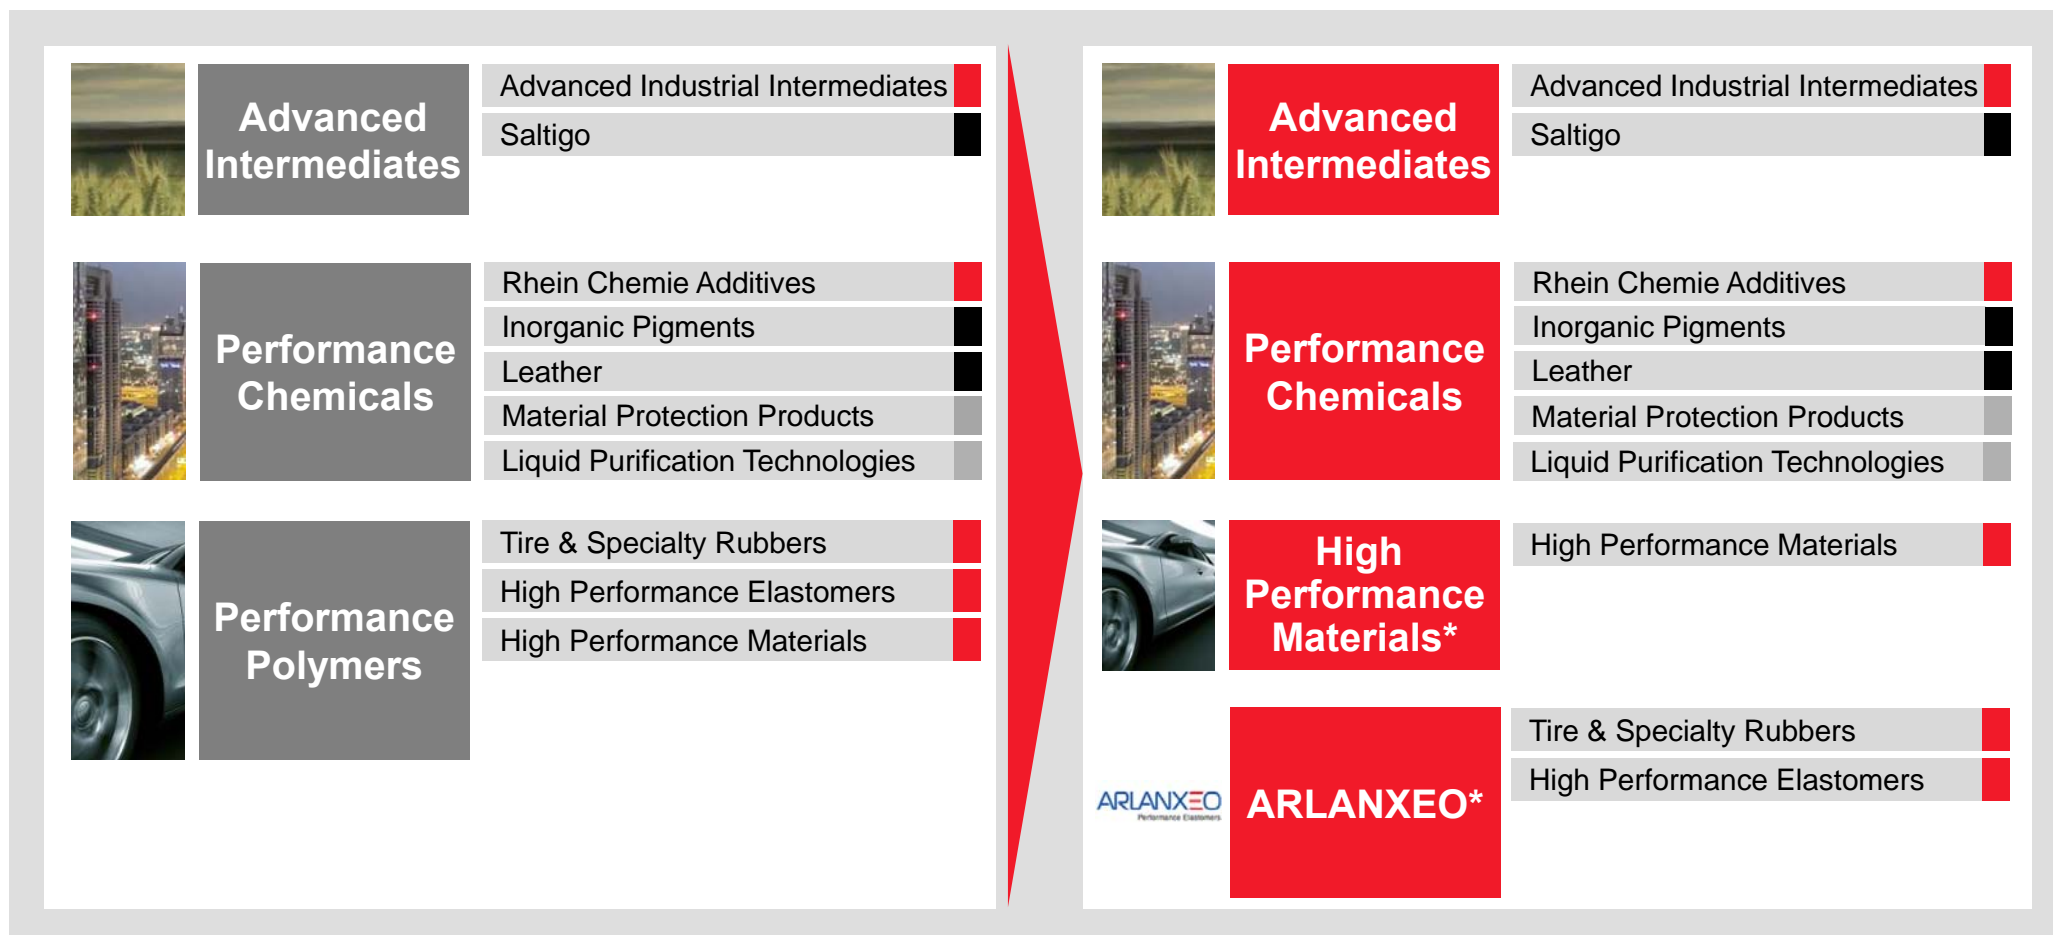 Advanced
Intermediates
Advanced Industrial Intermediates
Saltigo
Performance
Chemicals
Rhein Chemie Additives
Inorganic Pigments
Leather
Material Protection Products
Liquid Purification Technologies
Performance
Polymers
Tire & Specialty Rubbers
High Performance Elastomers
High Performance Materials
Advanced
Intermediates
Advanced Industrial Intermediates
Saltigo
Performance
Chemicals
Rhein Chemie Additives
Inorganic Pigments
Leather
Material Protection Products
Liquid Purification Technologies
High
Performance
Materials*
High Performance Materials
ARLANXEO
Performance Elastomers
ARLANXEO*
Tire & Specialty Rubbers
High Performance Elastomers